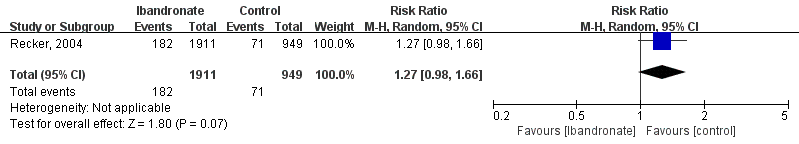 Ibandronate Control Risk Ratio Risk Ratio
Study or Subgroup Events Total Events Total Weight M-H, Random, 95% CI M-H, Random, 95% CI
Recker, 2004 182 1911 71 949 100.0% 1.27 [0.98, 1.66]
Total (95% CI) 1911 949 100.0% 1.27 [0.98, 1.66]
Total events 182 71
Heterogeneity: Not applicable
Test for overall effect: Z = 1.80 (P = 0.07)
0.2 0.5 1 2 5
Favours [Ibandronate] Favours [control]